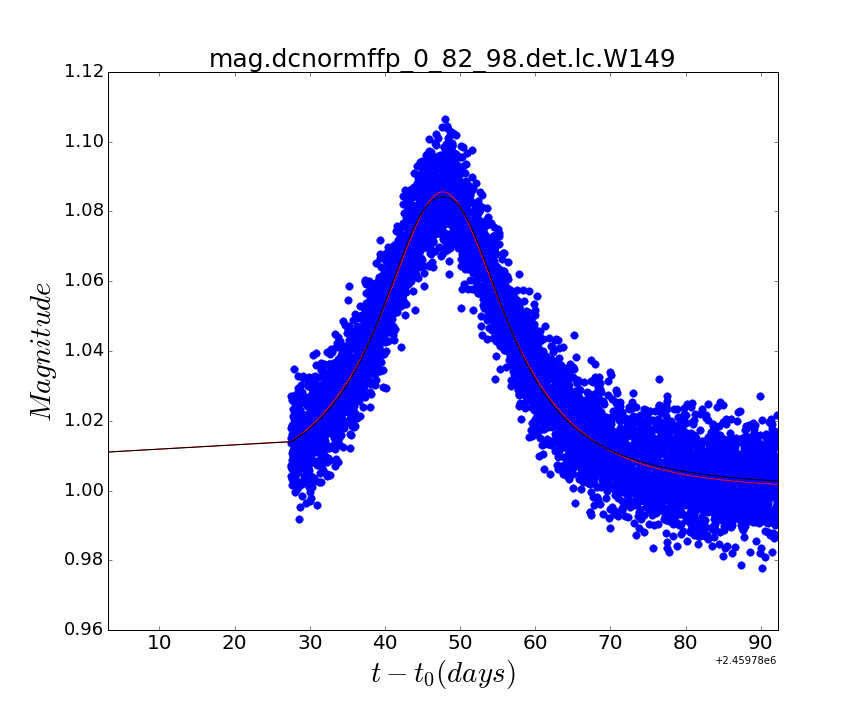 mag.dcnormffp_0_82_98.det.lc.W149
1.12
1.10
1.08
1.06
1.04
1.02
1.00
0.98
0.96
Magnitude
10 20 30 40 50 60 70 80 90
+2.45978e6
t − t₀(days)